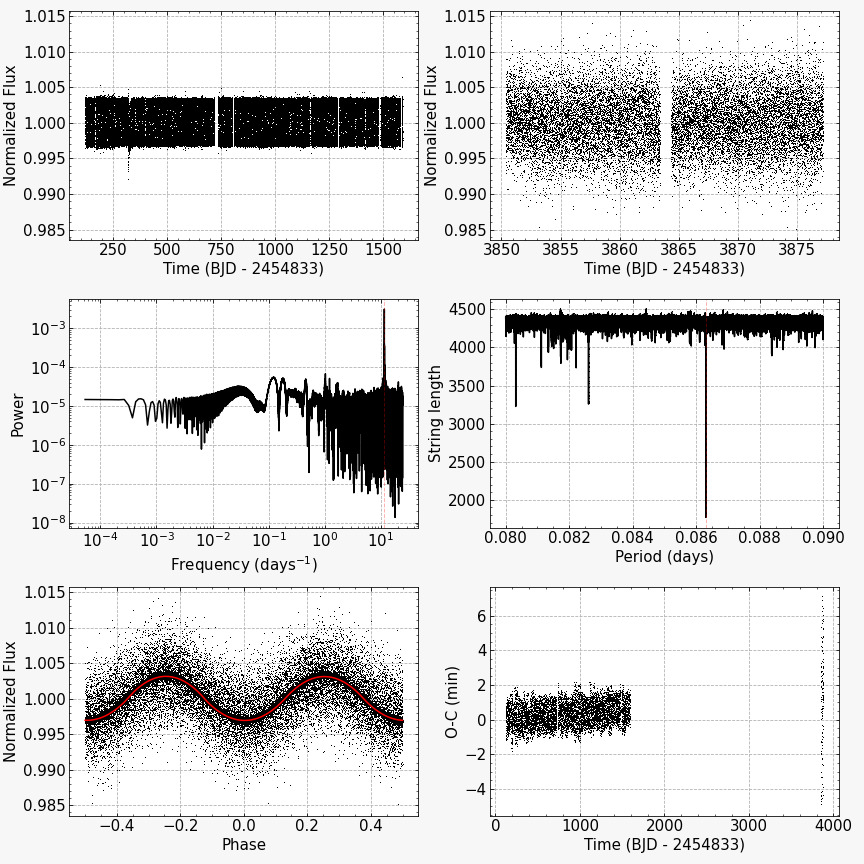 1.015
1.010
1.005
1.000
0.995
0.990
0.985
Normalized Flux
250 500 750 1000 1250 1500
Time (BJD - 2454833)
1.015
1.010
1.005
1.000
0.995
0.990
0.985
Normalized Flux
3850 3855 3860 3865 3870 3875
Time (BJD - 2454833)
10⁻³
10⁻⁴
10⁻⁵
10⁻⁶
10⁻⁷
10⁻⁸
Power
10⁻⁴ 10⁻³ 10⁻² 10⁻¹ 10⁰ 10¹
Frequency (days⁻¹)
4500
4000
3500
3000
2500
2000
String length
0.080 0.082 0.084 0.086 0.088 0.090
Period (days)
1.015
1.010
1.005
1.000
0.995
0.990
0.985
Normalized Flux
−0.4 −0.2 0.0 0.2 0.4
Phase
6
4
2
0
−2
−4
O-C (min)
0 1000 2000 3000 4000
Time (BJD - 2454833)